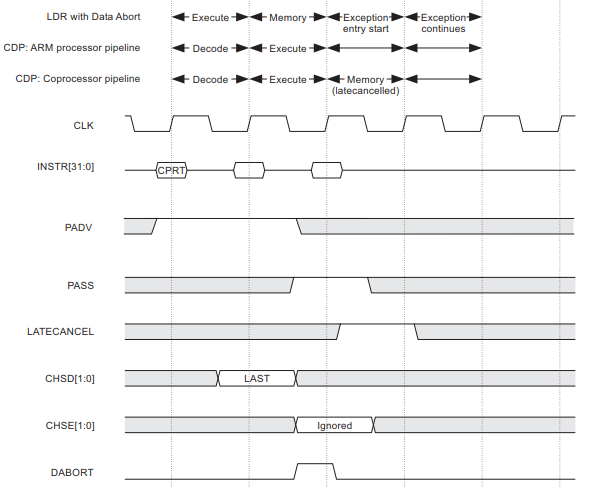 LDR with Data Abort Execute Memory Exception Exception
entry start continues
CDP: ARM processor pipeline Decode Execute
CDP: Coprocessor pipeline Decode Execute Memory
(latecancelled)
CLK
INSTR[31:0] CPRT
PADV
PASS
LATECANCEL
CHSD[1:0] LAST
CHSE[1:0] Ignored
DABORT